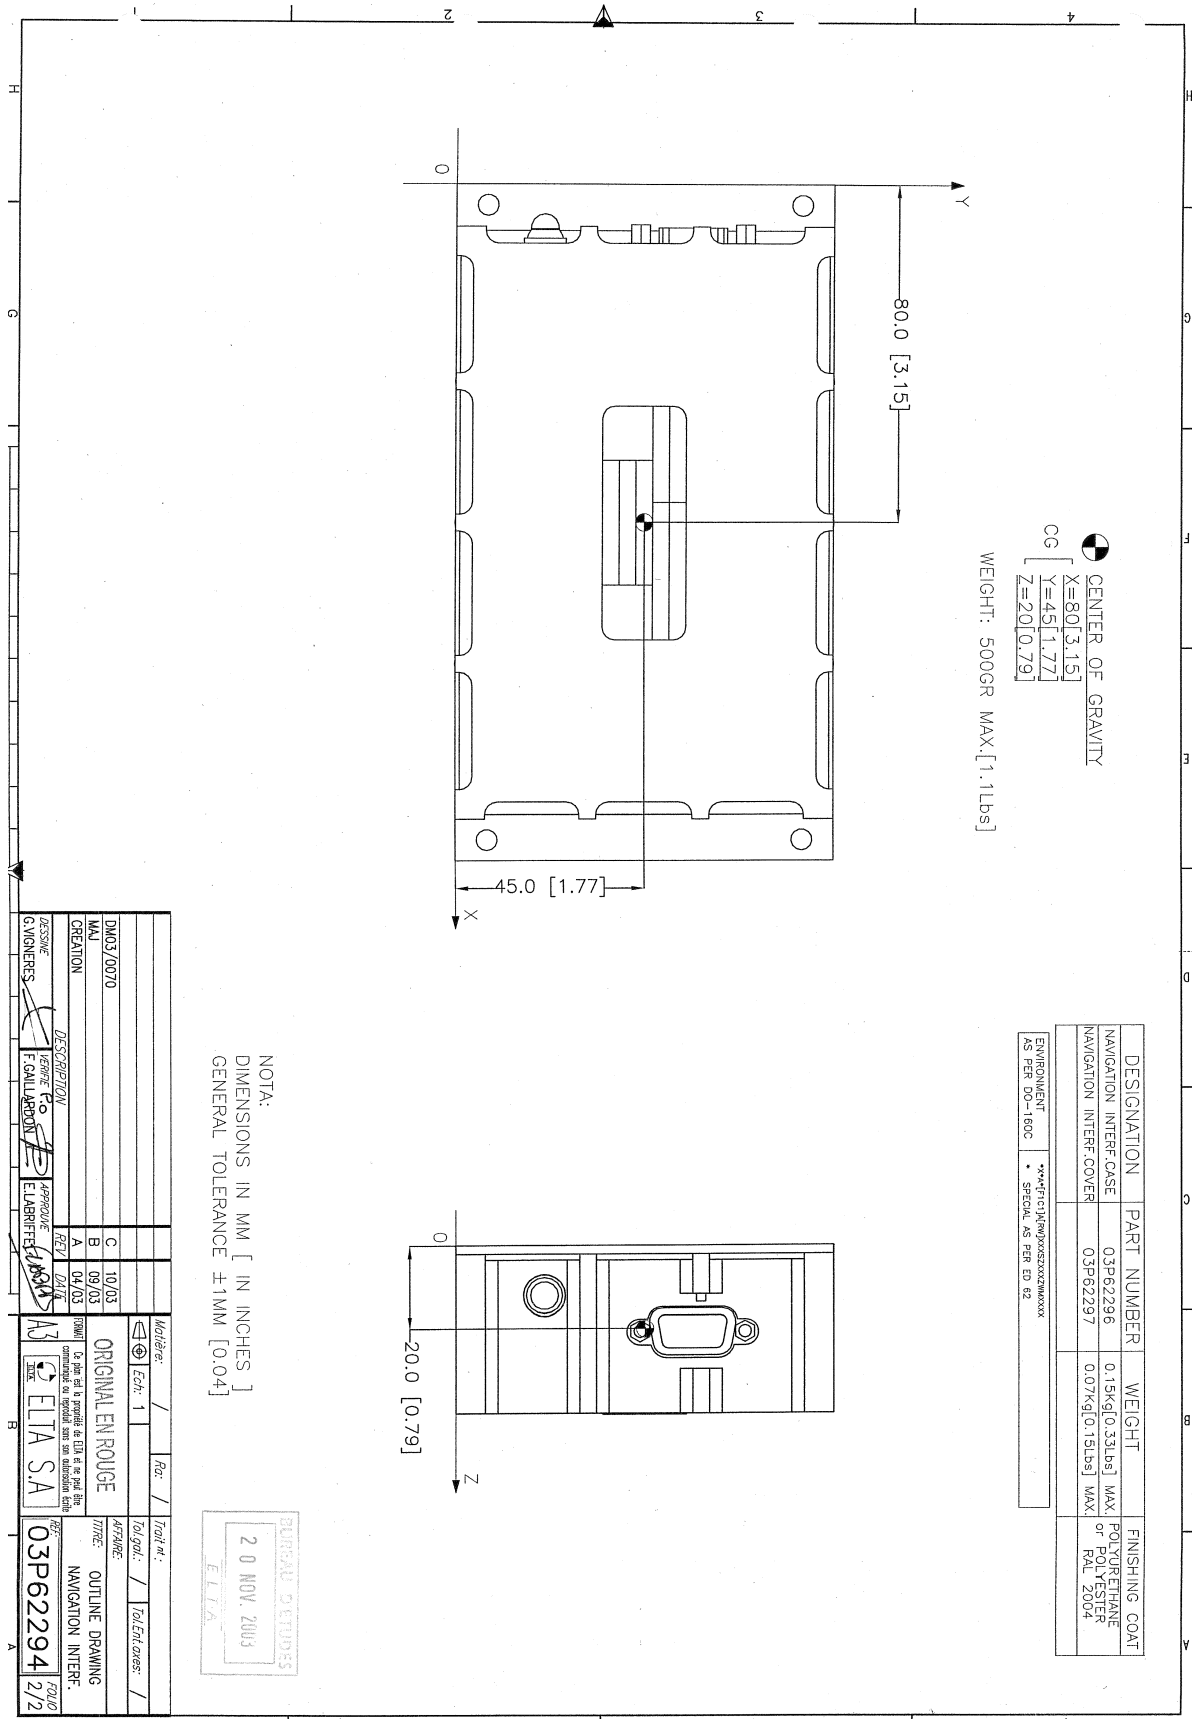 4
3
2
1
H
G
F
E
D
C
B
A
H
G
B
A
CENTER OF GRAVITY
CG
X=80[3.15]
Y=45[1.77]
Z=20[0.79]
WEIGHT: 500GR MAX.[1.1Lbs]
DESIGNATION PART NUMBER WEIGHT FINISHING COAT
NAVIGATION INTERF.CASE 03P62296 0.15Kg[0.33Lbs] MAX.
NAVIGATION INTERF.COVER 03P62297 0.07Kg[0.15Lbs] MAX.
POLYURETHANE
or POLYESTER
RAL 2004
ENVIRONMENT
AS PER DO-160C
* SPECIAL AS PER ED 62
Y
80.0 [3.15]
0
45.0 [1.77]
X
0
20.0 [0.79]
Z
NOTA:
DIMENSIONS IN MM [ IN INCHES ]
GENERAL TOLERANCE ±1MM [0.04]
BUREAU D'ETUDES
20 NOV. 2003
ELTA
DM03/0070 C 10/03
MAJ B 09/03
CREATION A 04/03
DESCRIPTION REV DATE
DESSINE
G.VIGNERES
VERIFIE P.o
F.GAILLARDON
APPROUVE
E.LABRIFFE
Matière: / Ra: / Trait nt :
Ech: 1 Tol.gal.: / Tol.Ent.axes: /
ORIGINAL EN ROUGE
AFFAIRE:
TITRE: OUTLINE DRAWING
NAVIGATION INTERF.
FORMAT
A3
Ce plan est la propriété de ELTA et ne peut être
communiqué ou reproduit sans son autorisation écrite
ELTA
ELTA S.A
REF:
03P62294
FOLIO
2/2